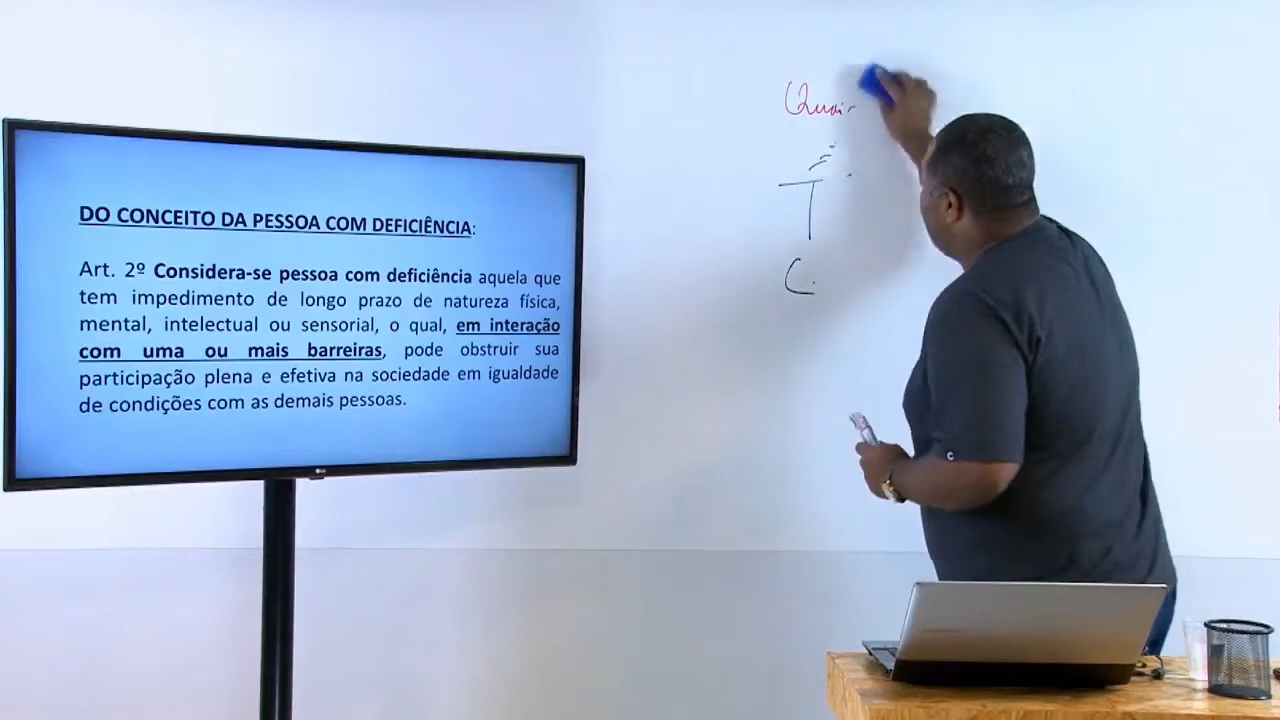 DO CONCEITO DA PESSOA COM DEFICIÊNCIA:
Art. 2º Considera-se pessoa com deficiência aquela que
tem impedimento de longo prazo de natureza física,
mental, intelectual ou sensorial, o qual, em interação
com uma ou mais barreiras, pode obstruir sua
participação plena e efetiva na sociedade em igualdade
de condições com as demais pessoas.
LG
T
C